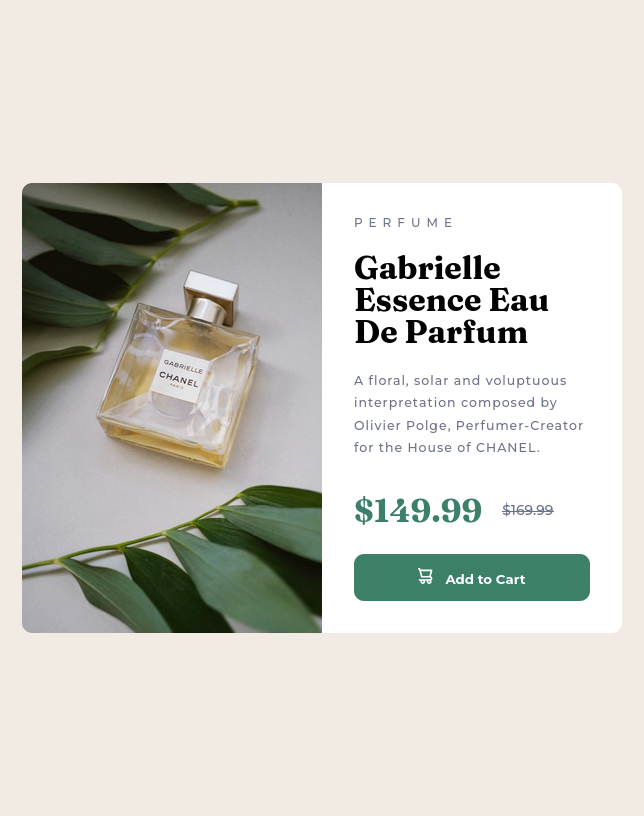 GABRIELLE
CHANEL
PARIS
PERFUME
Gabrielle
Essence Eau
De Parfum
A floral, solar and voluptuous
interpretation composed by
Olivier Polge, Perfumer-Creator
for the House of CHANEL.
$149.99 $169.99
Add to Cart